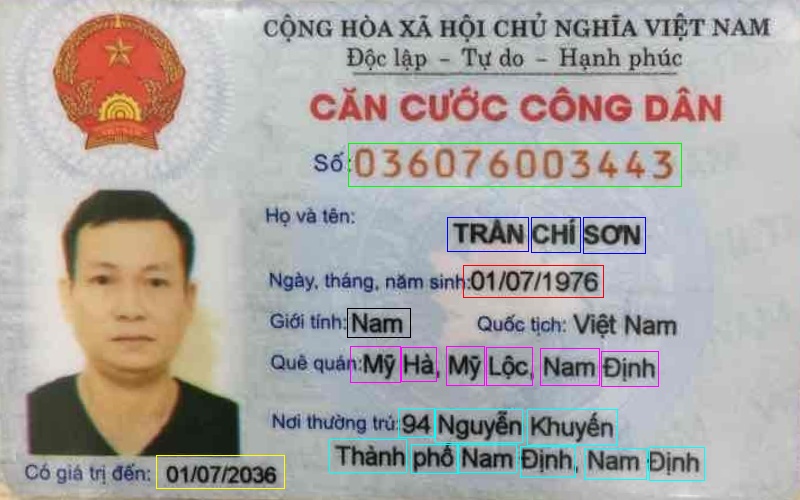 CỘNG HÒA XÃ HỘI CHỦ NGHĨA VIỆT NAM
Độc lập - Tự do - Hạnh phúc
CĂN CƯỚC CÔNG DÂN
Số: 036076003443
Họ và tên:
TRẦN CHÍ SƠN
Ngày, tháng, năm sinh: 01/07/1976
Giới tính: Nam Quốc tịch: Việt Nam
Quê quán: Mỹ Hà, Mỹ Lộc, Nam Định
Nơi thường trú: 94 Nguyễn Khuyến
Thành phố Nam Định, Nam Định
Có giá trị đến: 01/07/2036